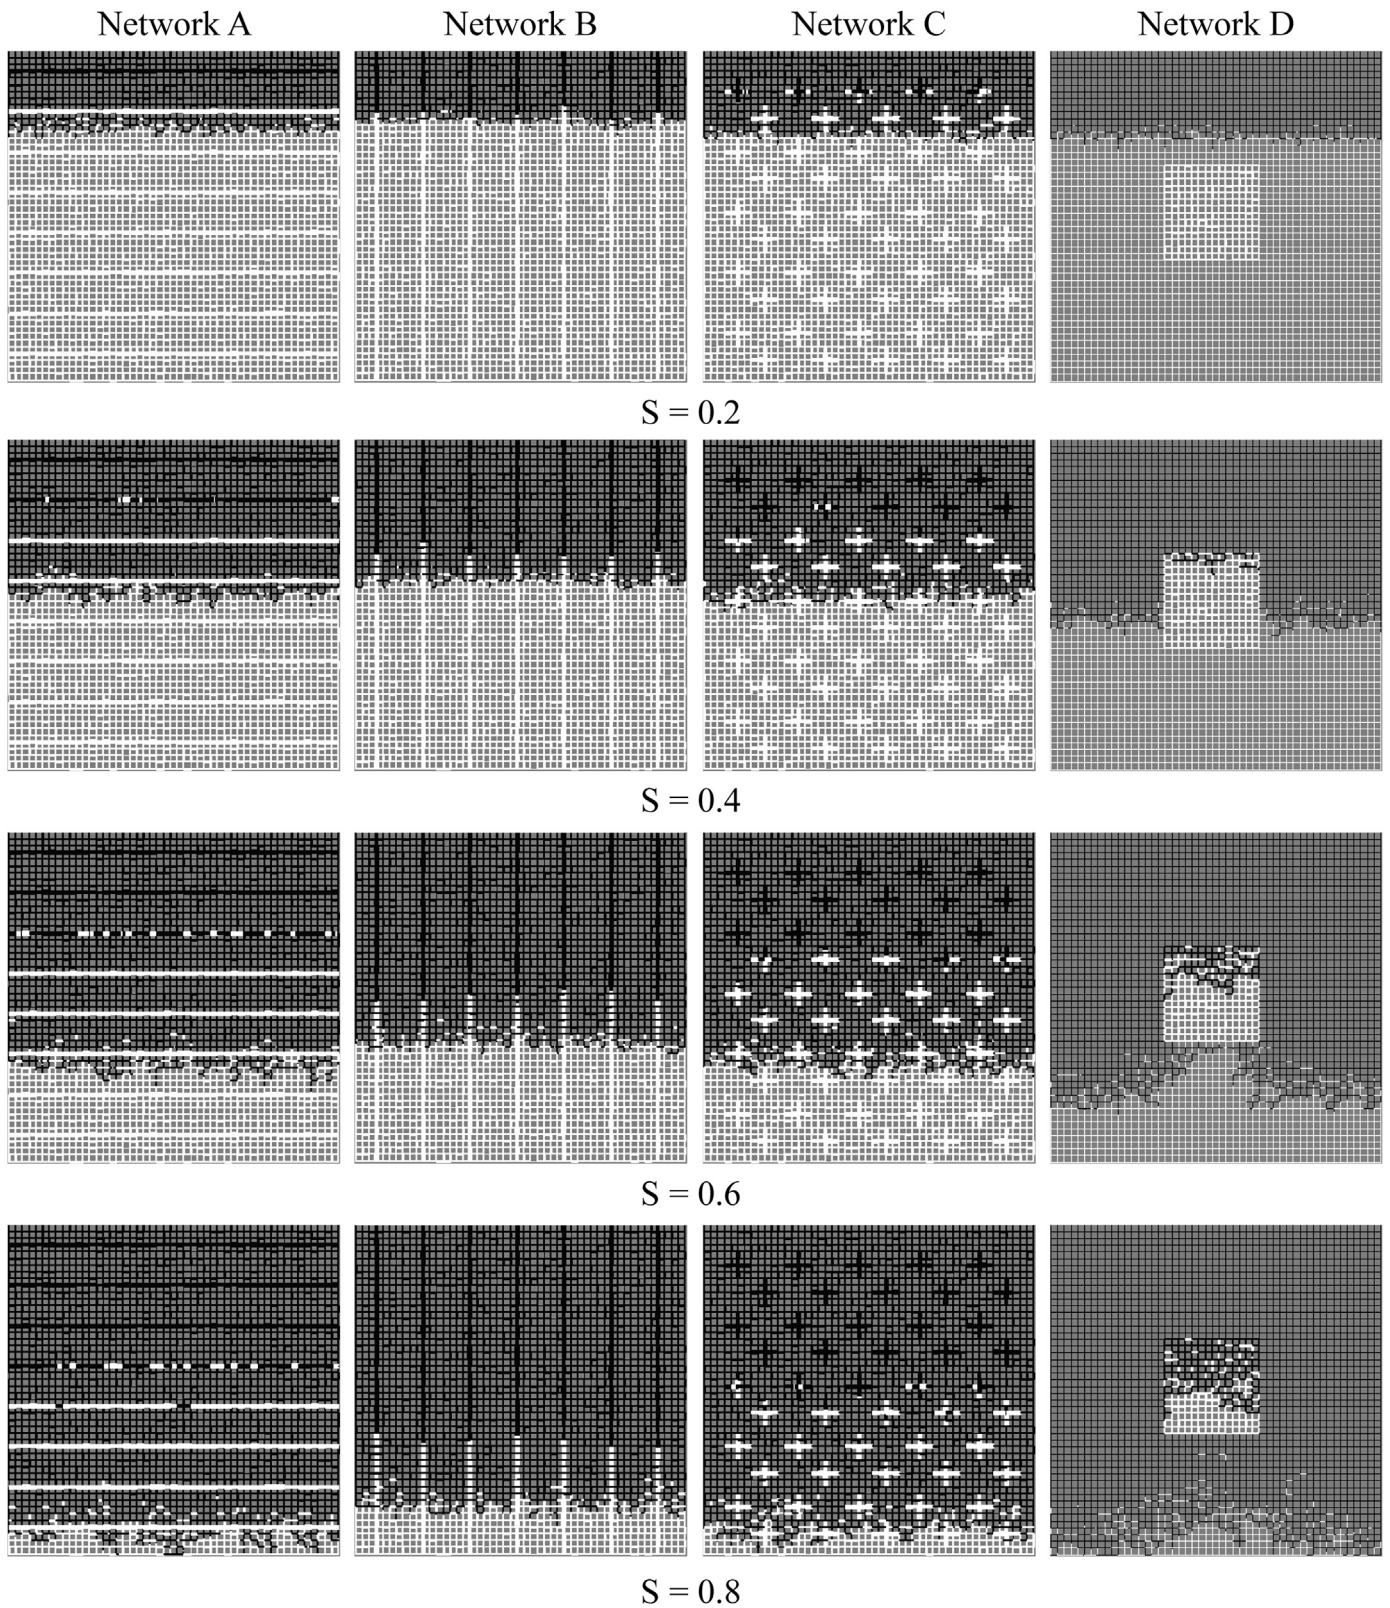 Network A Network B Network C Network D
S = 0.2
S = 0.4
S = 0.6
S = 0.8